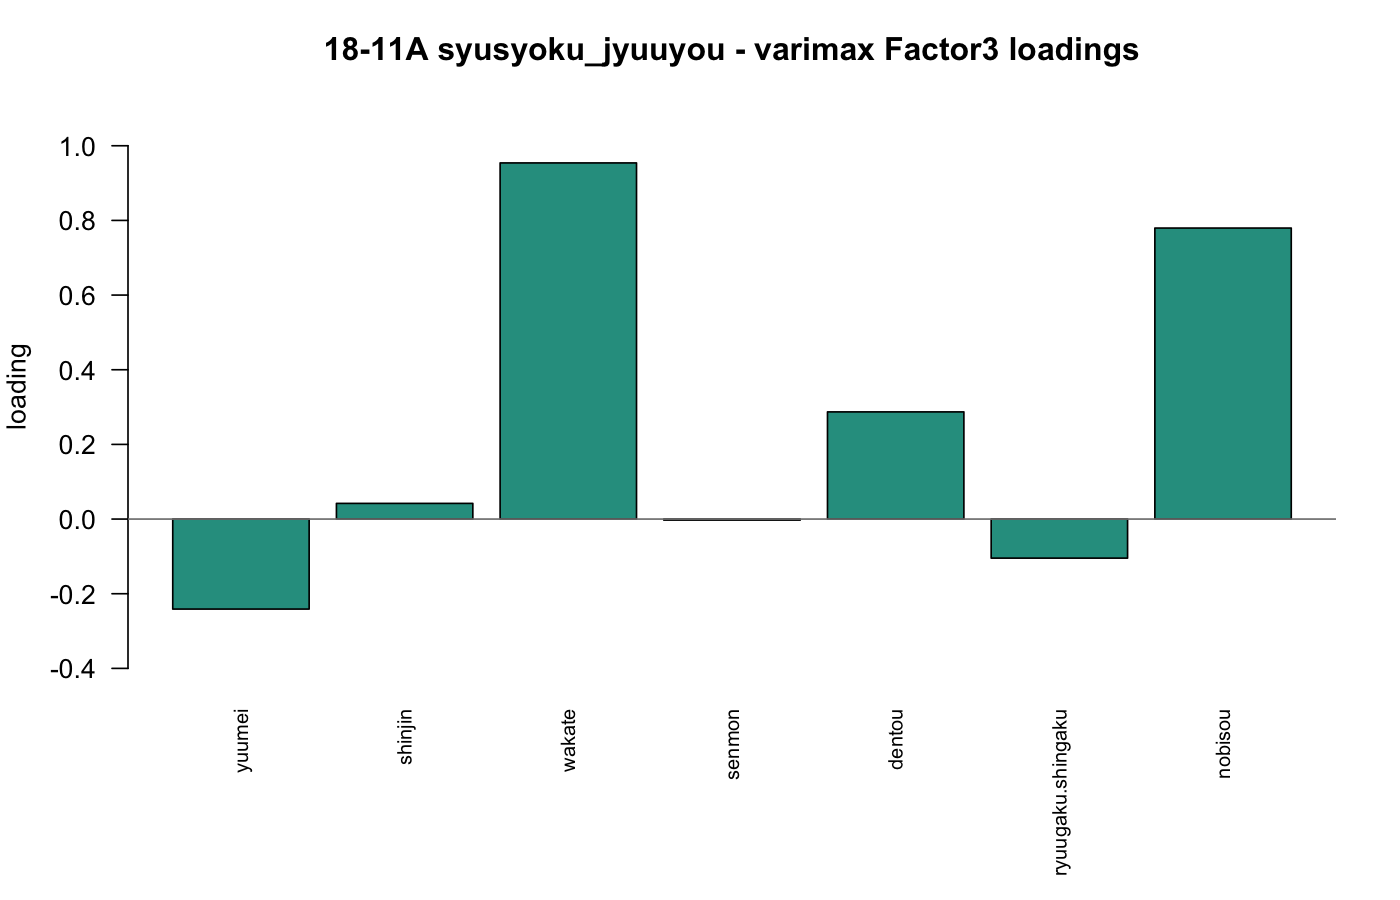 18-11A syusyoku_jyuuyou - varimax Factor3 loadings
loading
1.0
0.8
0.6
0.4
0.2
0.0
-0.2
-0.4
yuumei
shinjin
wakate
senmon
dentou
ryuugaku.shingaku
nobisou